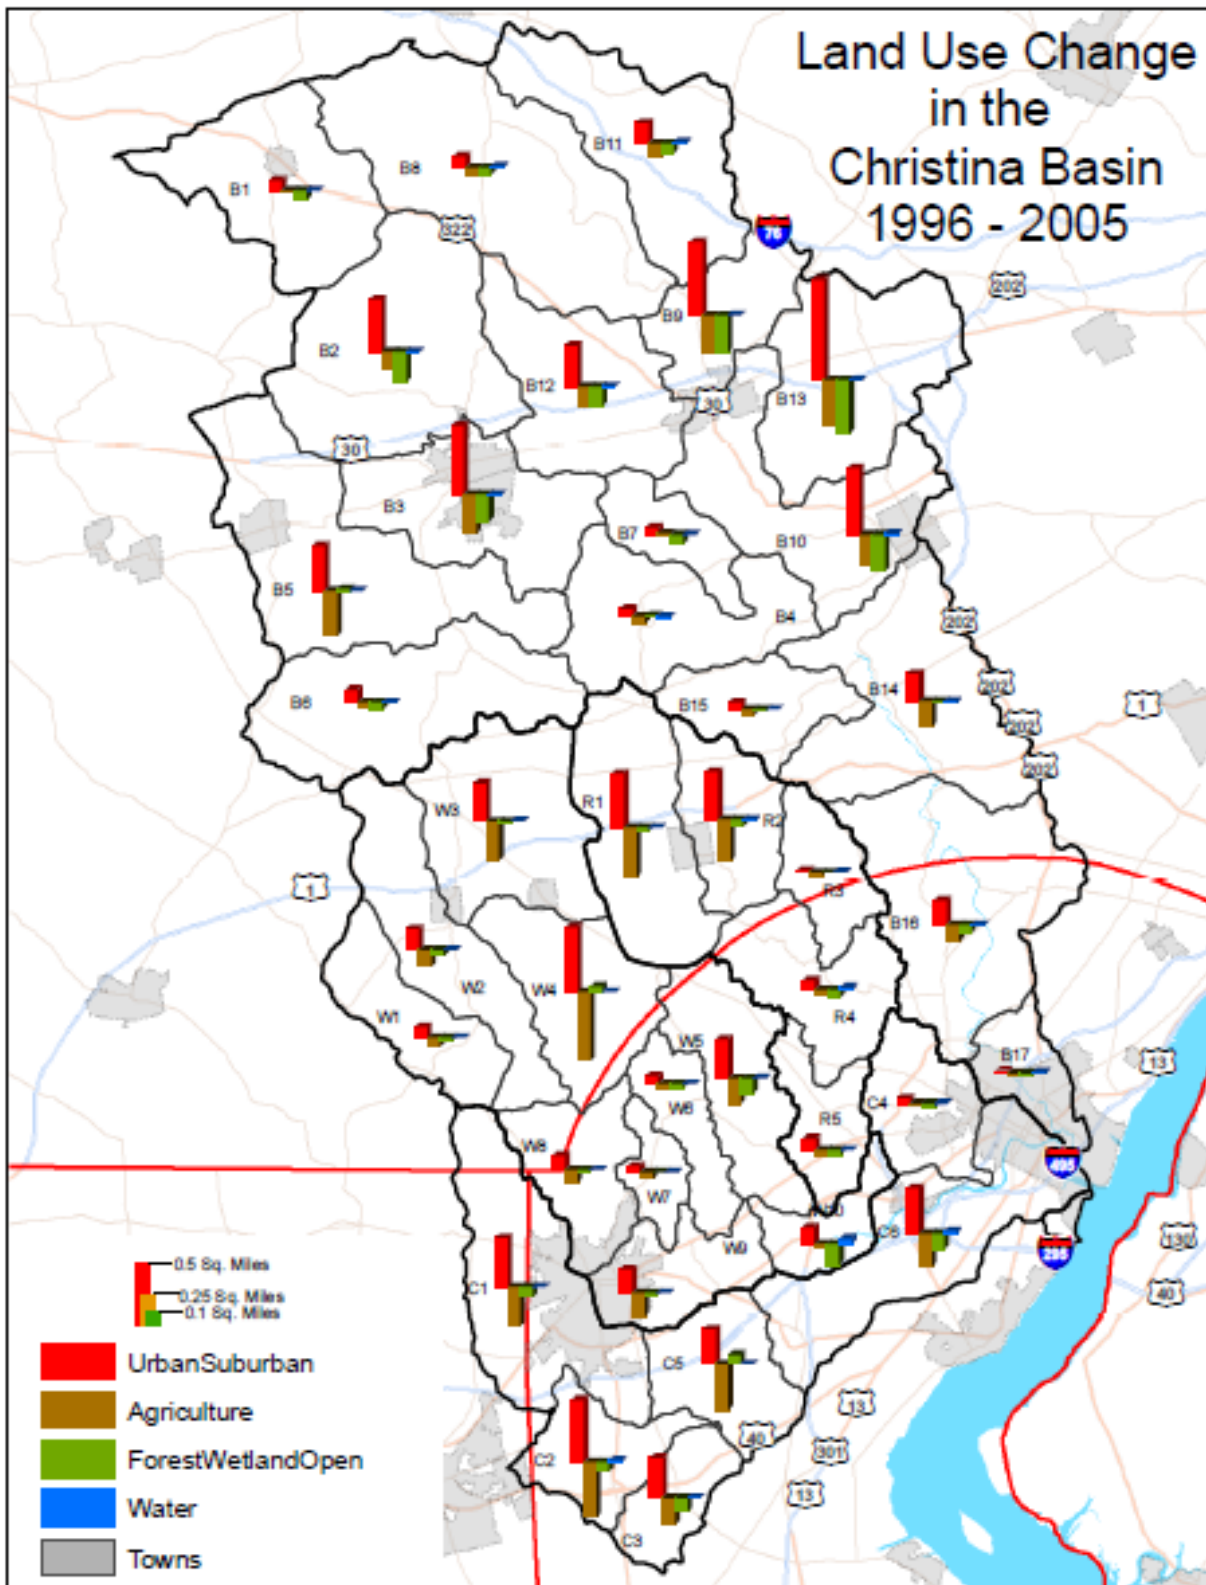 Land Use Change
in the
Christina Basin
1996 - 2005
B11
B8
B1
322
76
202
B9
B2
B12
B13
30
30
B3
B7
B10
B5
B4
202
B6
B15
B14
202
1
202
202
W3
R1
R2
R3
1
B16
W2
W4
W1
R4
W5
B17
13
W6
C4
R5
W8
495
W7
C6
W9
295
130
C1
40
0.5 Sq. Miles
0.25 Sq. Miles
0.1 Sq. Miles
UrbanSuburban
C5
13
Agriculture
40
301
C2
ForestWetlandOpen
13
Water
C3
Towns